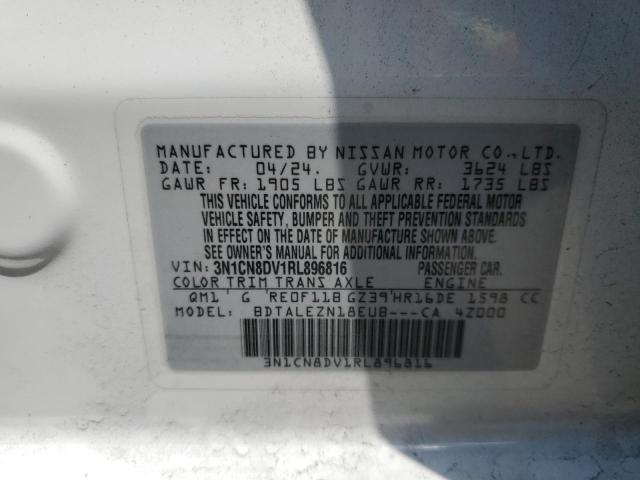 MANUFACTURED BY NISSAN MOTOR CO.,LTD.
DATE: 04/24. GVWR: 3624 LBS
GAWR FR: 1905 LBS GAWR RR: 1735 LBS
THIS VEHICLE CONFORMS TO ALL APPLICABLE FEDERAL MOTOR
VEHICLE SAFETY, BUMPER AND THEFT PREVENTION STANDARDS
IN EFFECT ON THE DATE OF MANUFACTURE SHOWN ABOVE.
SEE OWNER'S MANUAL FOR ADDITIONAL INFORMATION.
VIN: 3N1CN8DV1RL896816 PASSENGER CAR.
COLOR TRIM TRANS AXLE ENGINE
QM1 G RE0F11B GZ39 HR16DE 1598 CC
MODEL: BDTALEZN18EUB---CA 4Z000
3N1CN8DV1RL896816